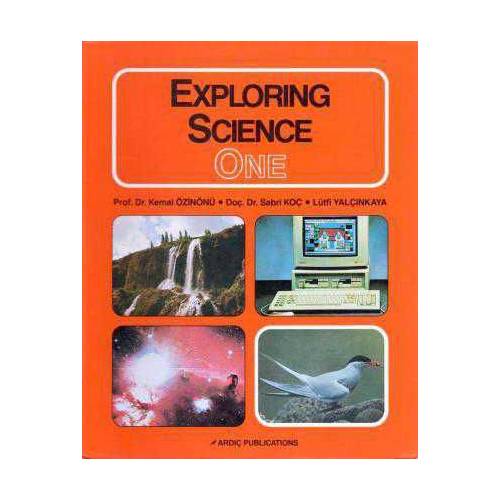 EXPLORING
SCIENCE
ONE
Prof. Dr. Kemal ÖZİNÖNÜ • Doç. Dr. Sabri KOÇ • Lütfi YALÇINKAYA
ARDIÇ PUBLICATIONS